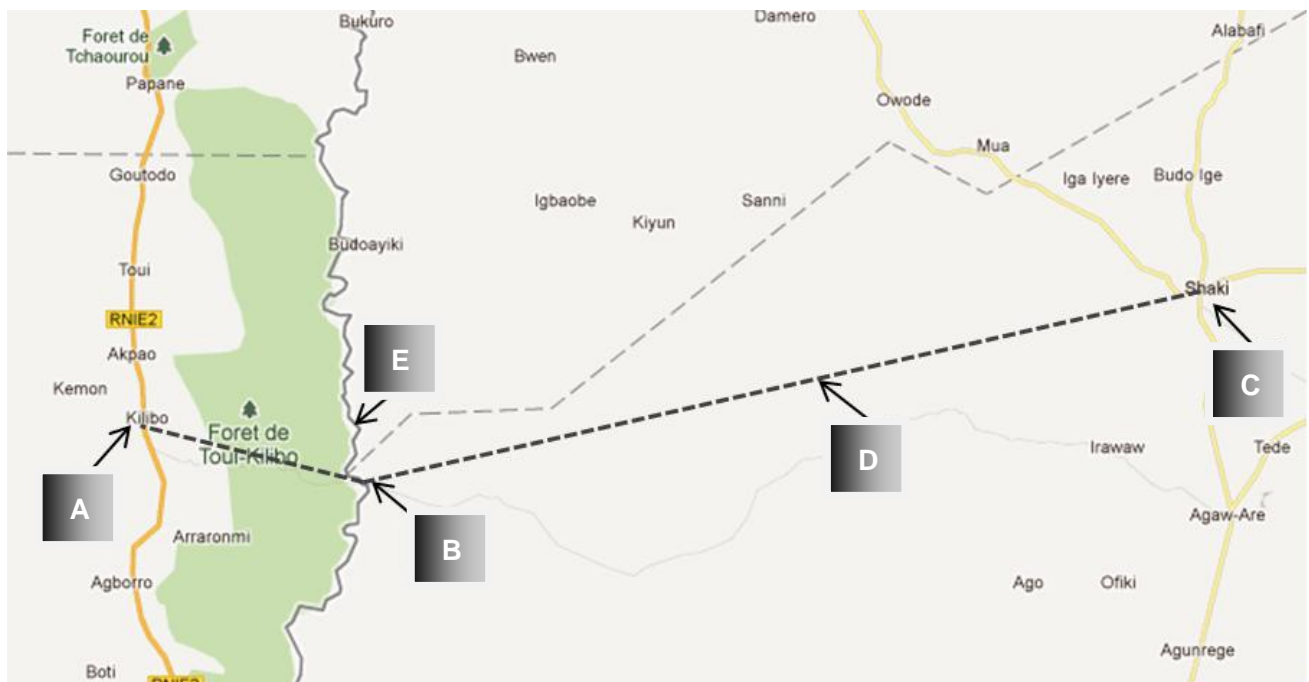 Bukuro
Damero
Alabafi
Foret de
Tchaourou
Bwen
Papane
Owode
Mua
Goutodo
Iga Iyere
Budo Ige
Igbaobe
Sanni
Kiyun
Budoayiki
Toui
Shaki
RNIE2
Akpao
E
C
Kemon
Kilibo
Foret de
Toui-Kilibo
Irawaw
Tede
D
A
Agaw-Are
Arraronmi
B
Agborro
Ago
Ofiki
Agunrege
Boti
RNIE2